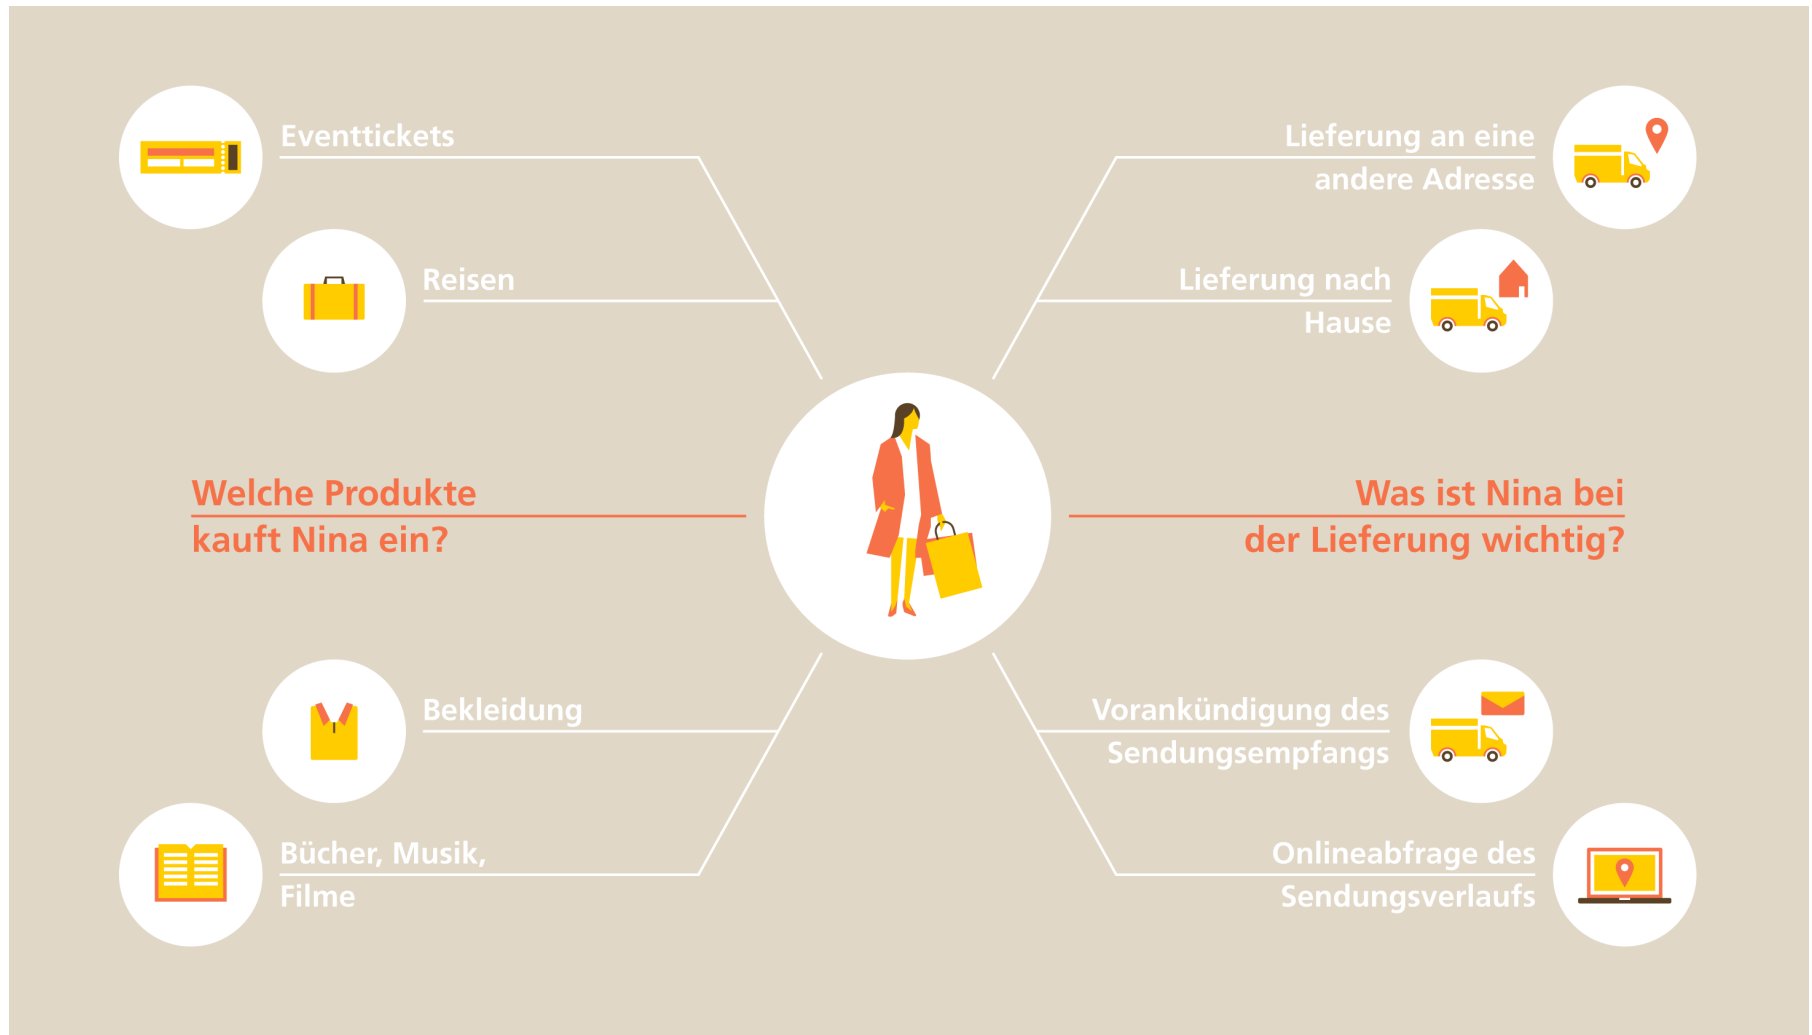 Eventtickets
Reisen
Welche Produkte
kauft Nina ein?
Bekleidung
Bücher, Musik,
Filme
Lieferung an eine
andere Adresse
Lieferung nach
Hause
Was ist Nina bei
der Lieferung wichtig?
Vorankündigung des
Sendungsempfangs
Onlineabfrage des
Sendungsverlaufs